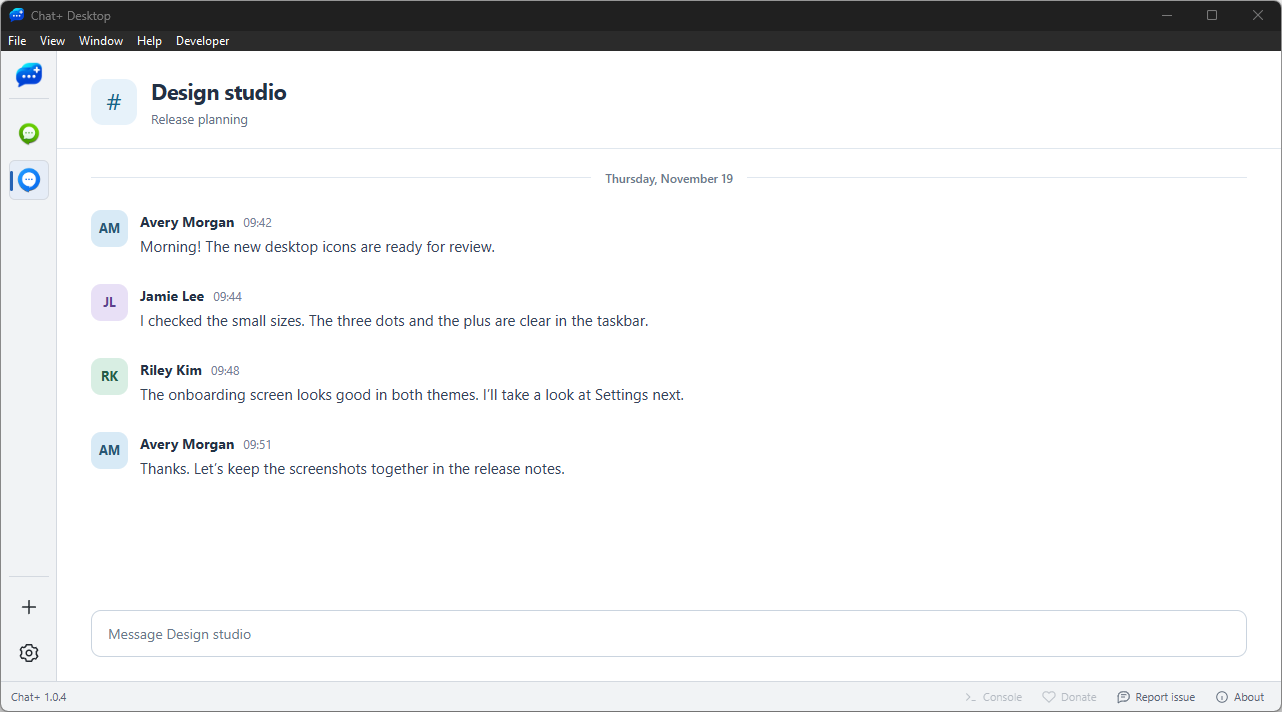 Chat+ Desktop
File View Window Help Developer
#
Design studio
Release planning
Thursday, November 19
AM
Avery Morgan 09:42
Morning! The new desktop icons are ready for review.
JL
Jamie Lee 09:44
I checked the small sizes. The three dots and the plus are clear in the taskbar.
RK
Riley Kim 09:48
The onboarding screen looks good in both themes. I’ll take a look at Settings next.
AM
Avery Morgan 09:51
Thanks. Let’s keep the screenshots together in the release notes.
Message Design studio
Chat+ 1.0.4
Console Donate Report issue About